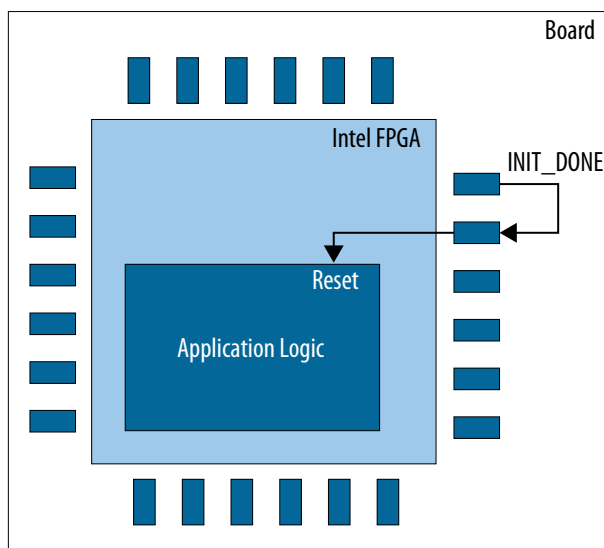 Board
Intel FPGA
INIT_DONE
Reset
Application Logic